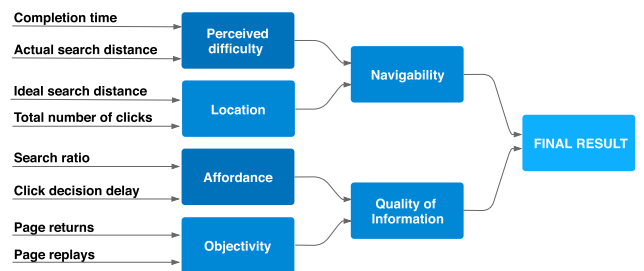 Completion time
Actual search distance
Perceived
difficulty
Ideal search distance
Total number of clicks
Location
Navigability
Search ratio
Click decision delay
Affordance
Page returns
Page replays
Objectivity
Quality of
Information
FINAL RESULT